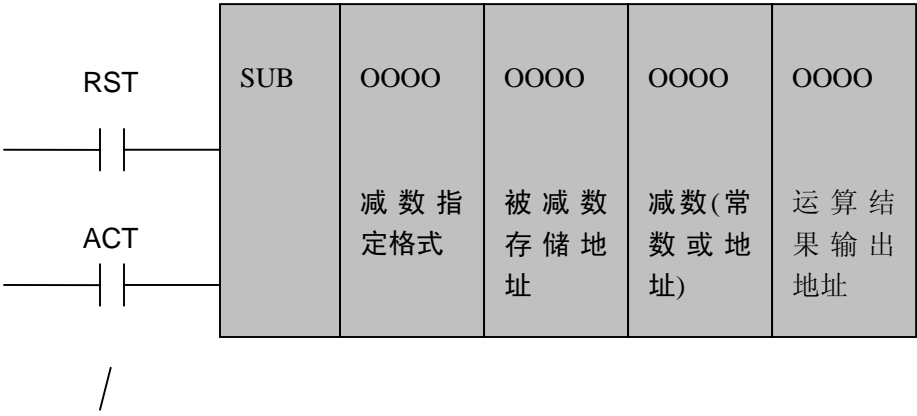 RST
SUB
OOOO
OOOO
OOOO
OOOO
ACT
减数指
定格式
被减数
存储地
址
减数(常
数或地
址)
运算结
果输出
地址
/